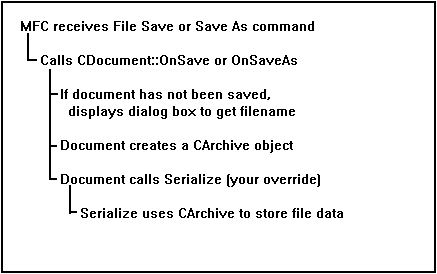 MFC receives File Save or Save As command
Calls CDocument::OnSave or OnSaveAs
If document has not been saved,
displays dialog box to get filename
Document creates a CArchive object
Document calls Serialize (your override)
Serialize uses CArchive to store file data